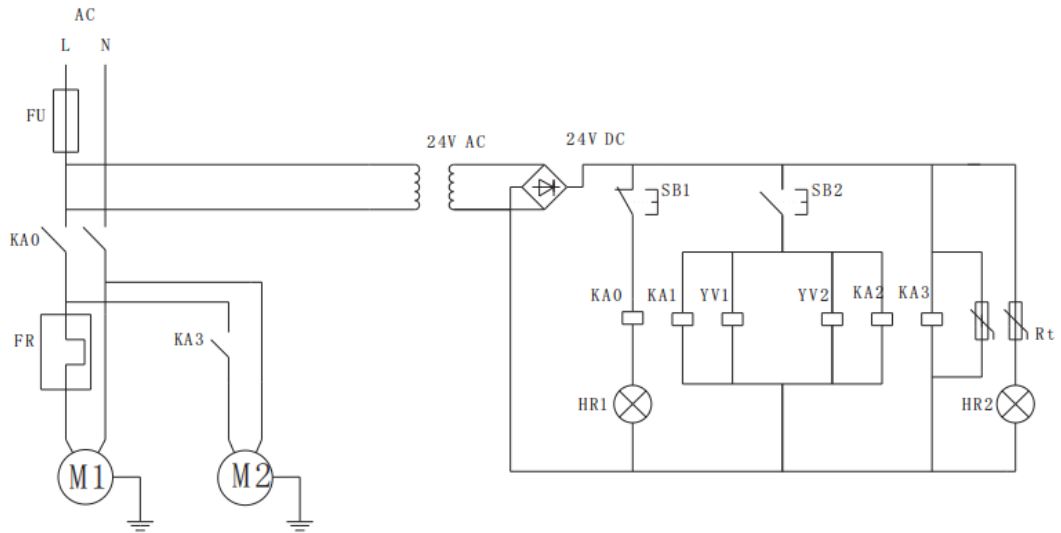 AC
L N
FU
24V AC
24V DC
SB1
SB2
KA0
KA0
KA1
YV1
YV2
KA2
KA3
FR
KA3
Rt
HR1
HR2
M1
M2